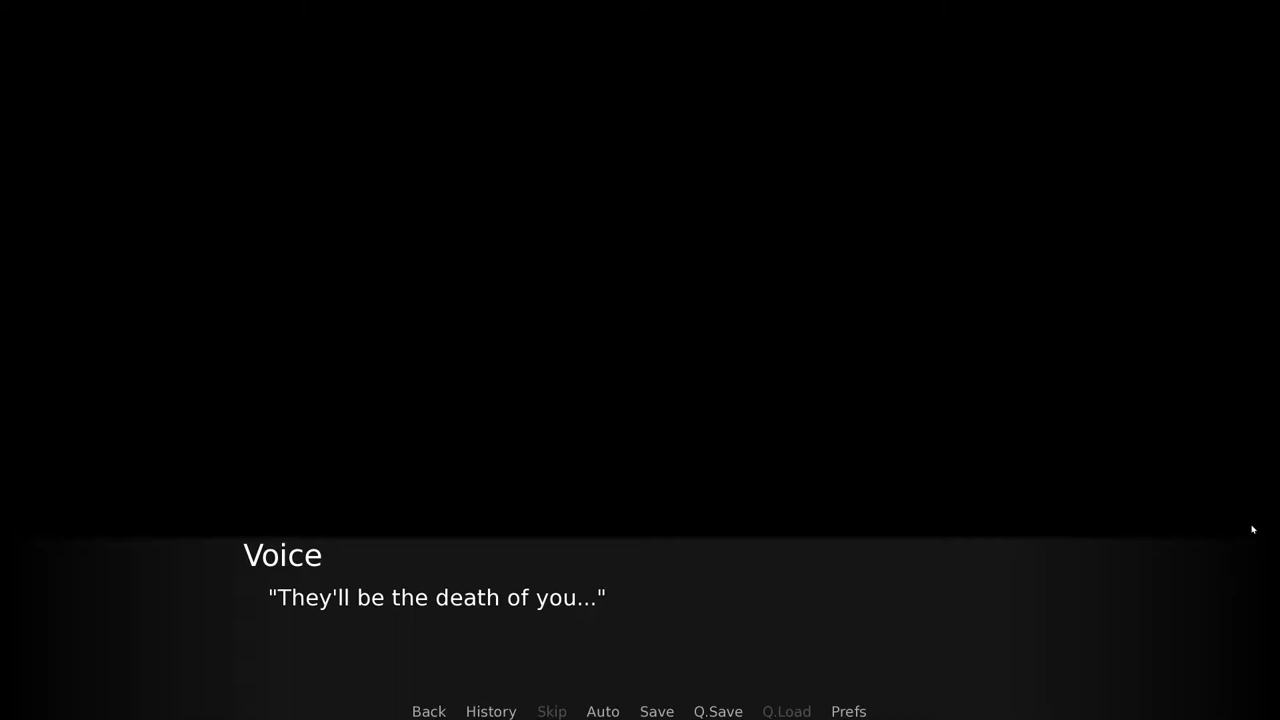 Voice
"They'll be the death of you..."
Back History Skip Auto Save Q.Save Q.Load Prefs